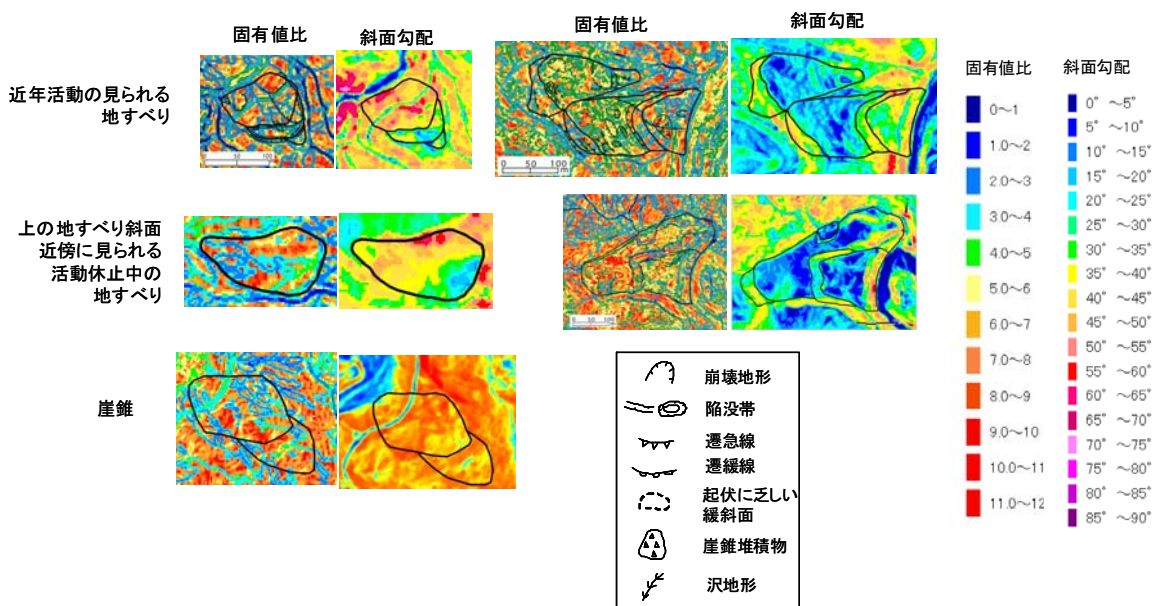 固有値比
斜面勾配
固有値比
斜面勾配
近年活動の見られる
地すべり
50
100
0
50
100
m
上の地すべり斜面
近傍に見られる
活動休止中の
地すべり
0
50
100
崖錐
崩壊地形
陥没帯
遷急線
遷緩線
起伏に乏しい
緩斜面
崖錐堆積物
沢地形
固有値比
0～1
1.0～2
2.0～3
3.0～4
4.0～5
5.0～6
6.0～7
7.0～8
8.0～9
9.0～10
10.0～11
11.0～12
斜面勾配
0° ～5°
5° ～10°
10° ～15°
15° ～20°
20° ～25°
25° ～30°
30° ～35°
35° ～40°
40° ～45°
45° ～50°
50° ～55°
55° ～60°
60° ～65°
65° ～70°
70° ～75°
75° ～80°
80° ～85°
85° ～90°